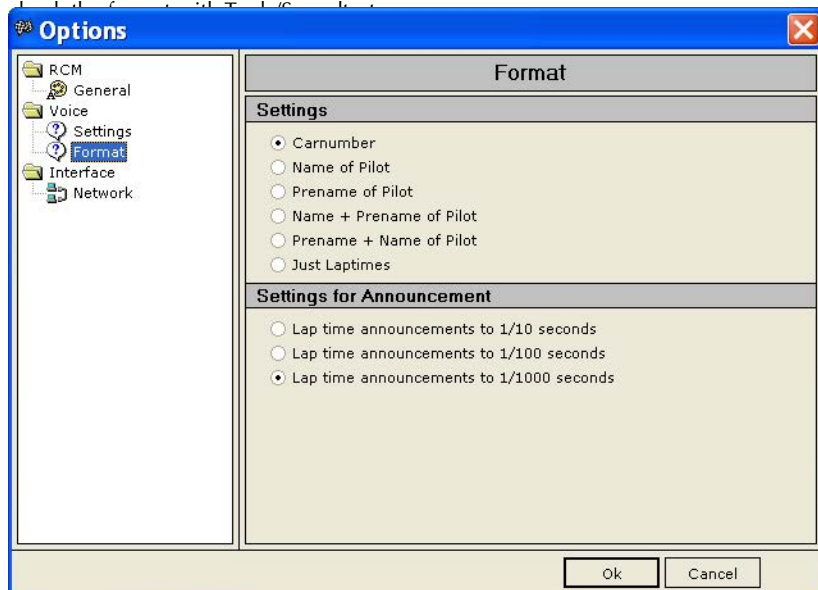 Options
RCM
General
Voice
Settings
Format
Interface
Network
Format
Settings
Carnumber
Name of Pilot
Prename of Pilot
Name + Prename of Pilot
Prename + Name of Pilot
Just Laptimes
Settings for Announcement
Lap time announcements to 1/10 seconds
Lap time announcements to 1/100 seconds
Lap time announcements to 1/1000 seconds
Ok
Cancel